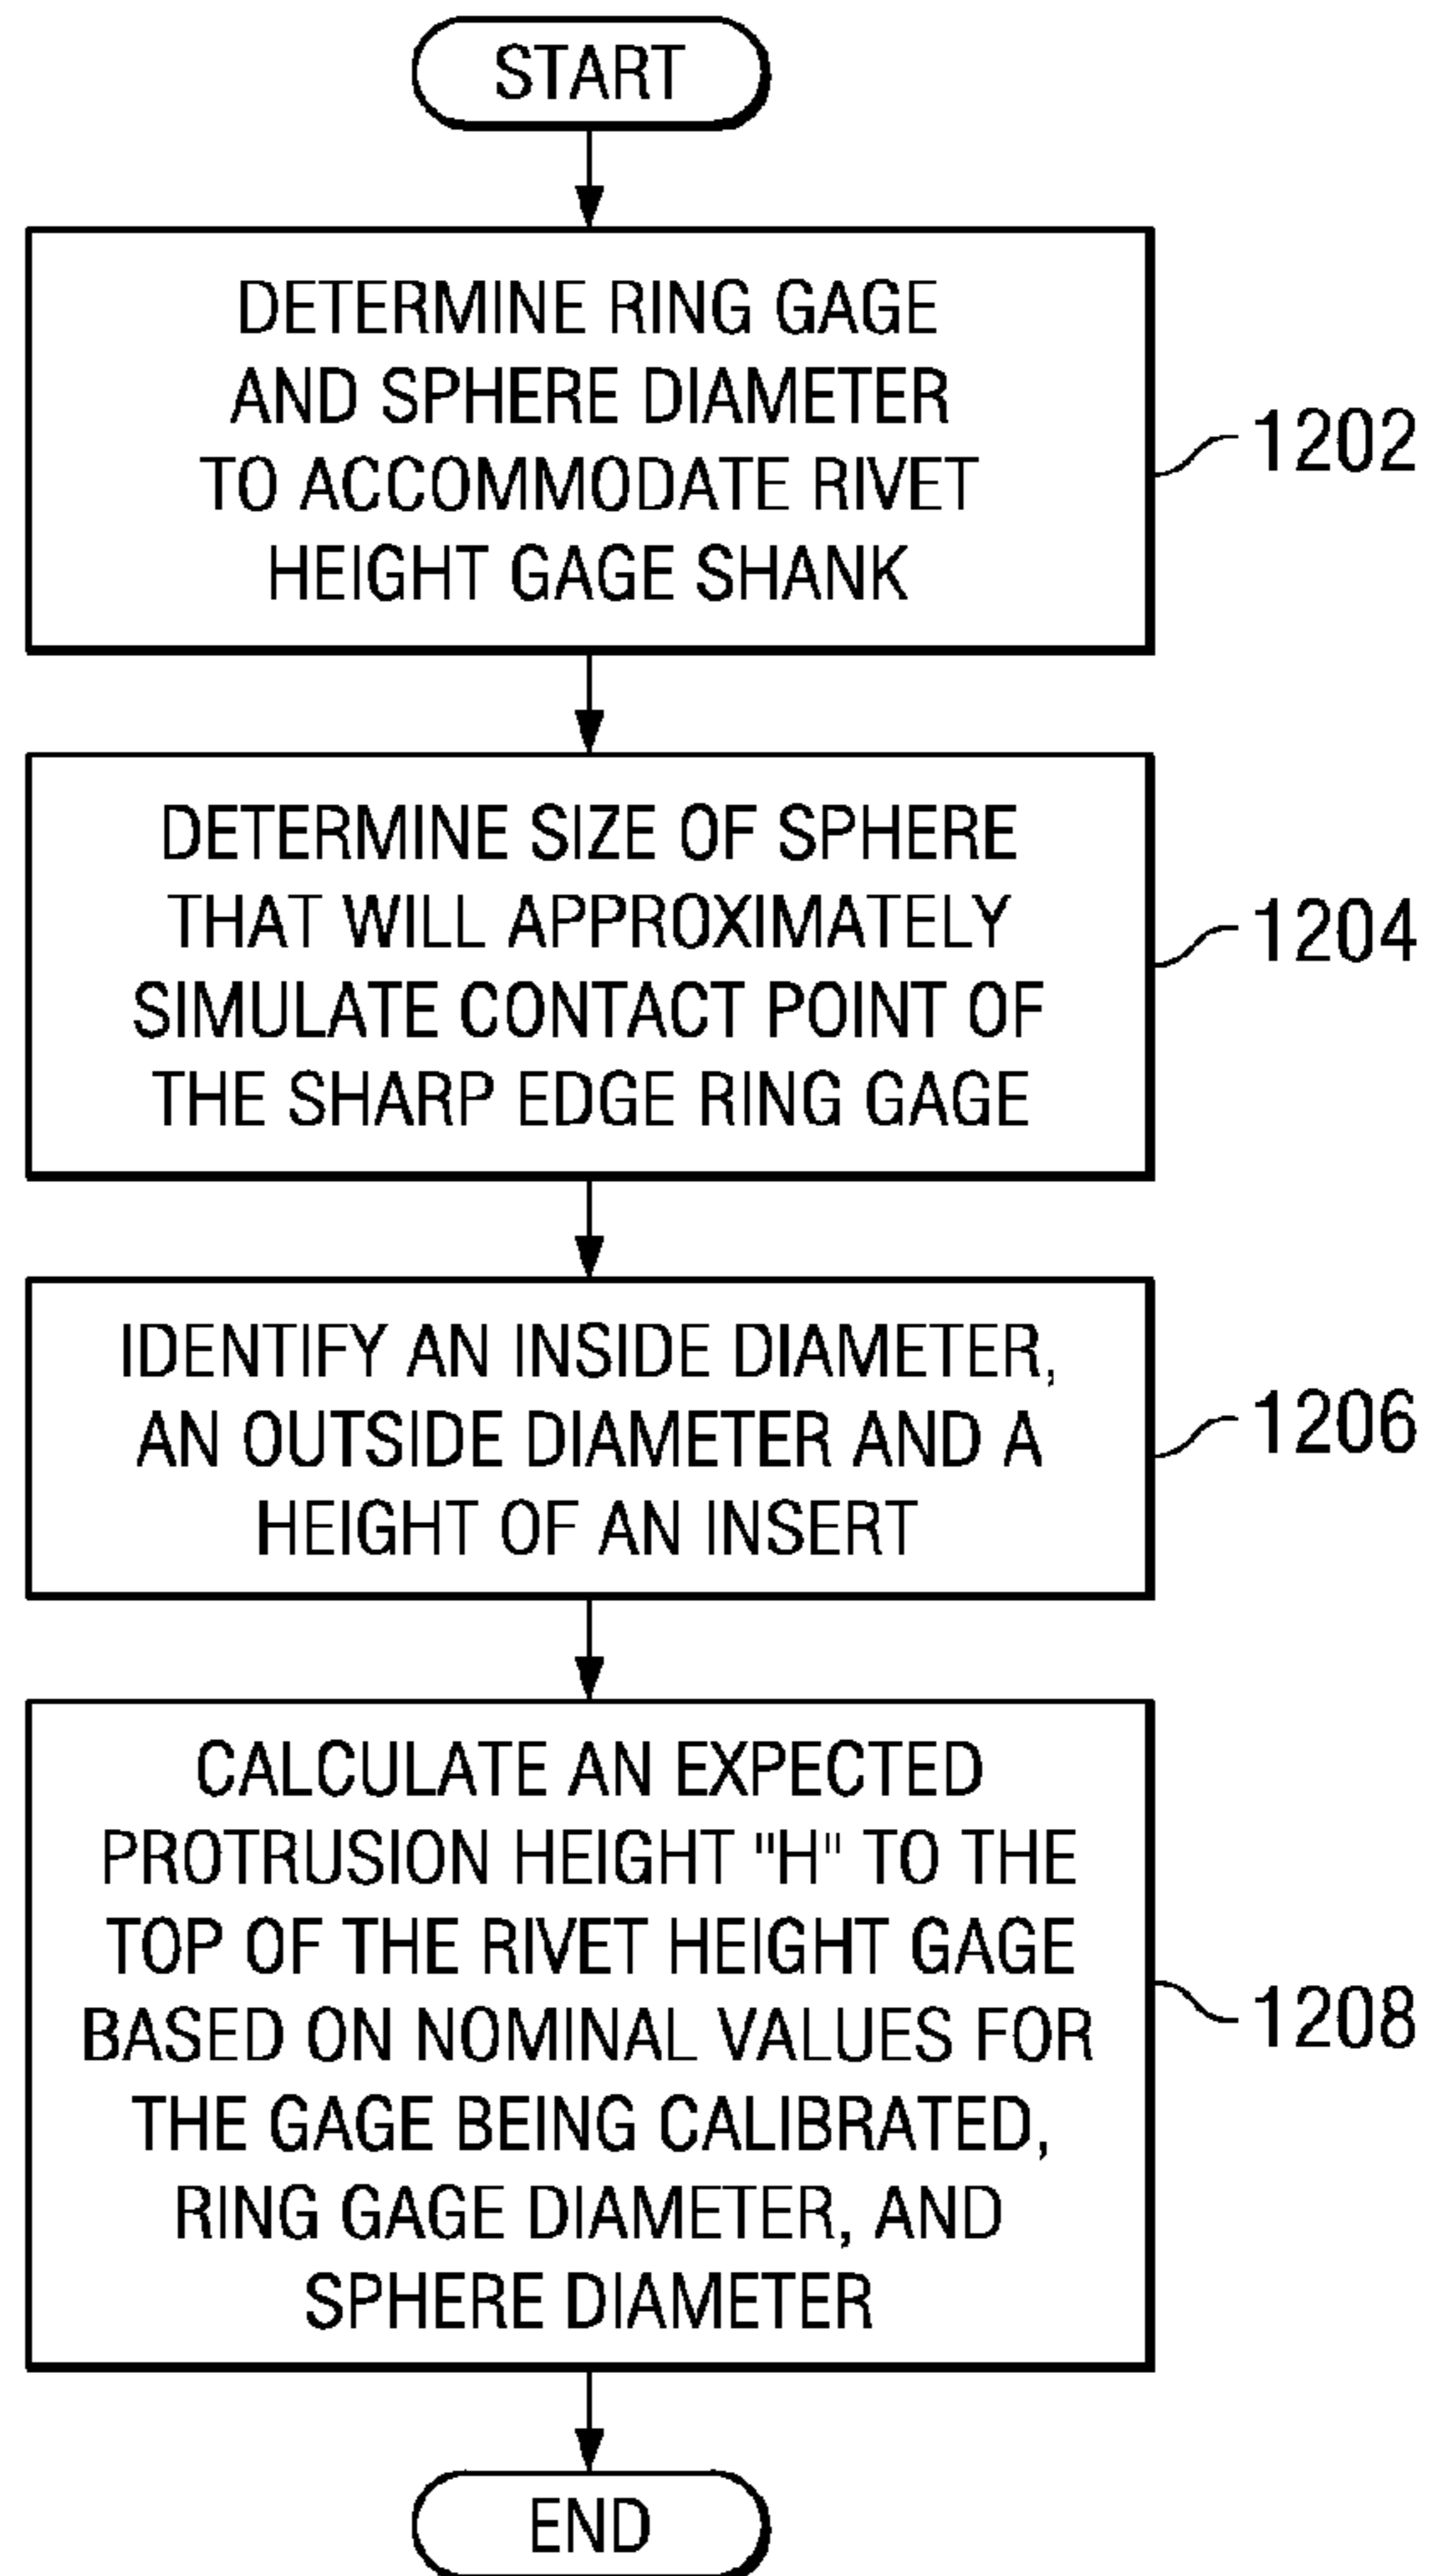 START
DETERMINE RING GAGE
AND SPHERE DIAMETER
TO ACCOMMODATE RIVET
HEIGHT GAGE SHANK
1202
DETERMINE SIZE OF SPHERE
THAT WILL APPROXIMATELY
SIMULATE CONTACT POINT OF
THE SHARP EDGE RING GAGE
1204
IDENTIFY AN INSIDE DIAMETER,
AN OUTSIDE DIAMETER AND A
HEIGHT OF AN INSERT
1206
CALCULATE AN EXPECTED
PROTRUSION HEIGHT "H" TO THE
TOP OF THE RIVET HEIGHT GAGE
BASED ON NOMINAL VALUES FOR
THE GAGE BEING CALIBRATED,
RING GAGE DIAMETER, AND
SPHERE DIAMETER
1208
END